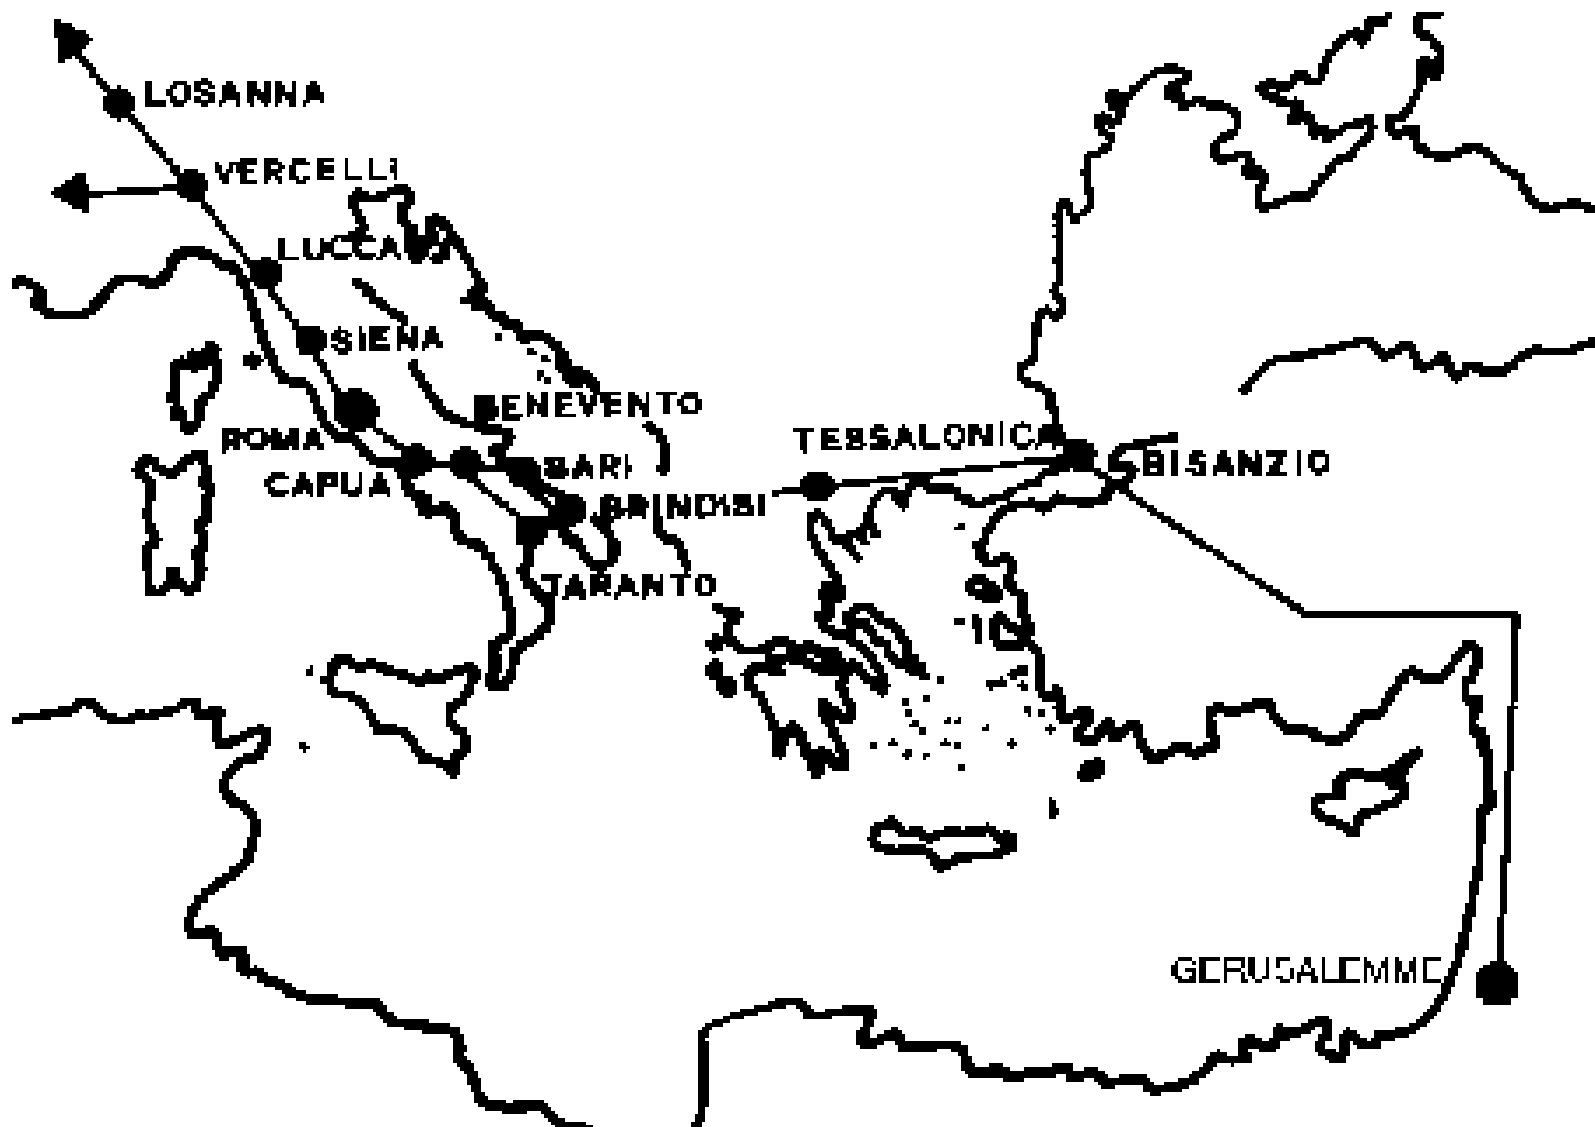 LOSANNA
VERCELLI
LUCCA
SIENA
BENEVENTO
ROMA
CAPUA
BARI
BRINDISI
TARANTO
TESSALONICA
BISANZIO
GERUSALEMME